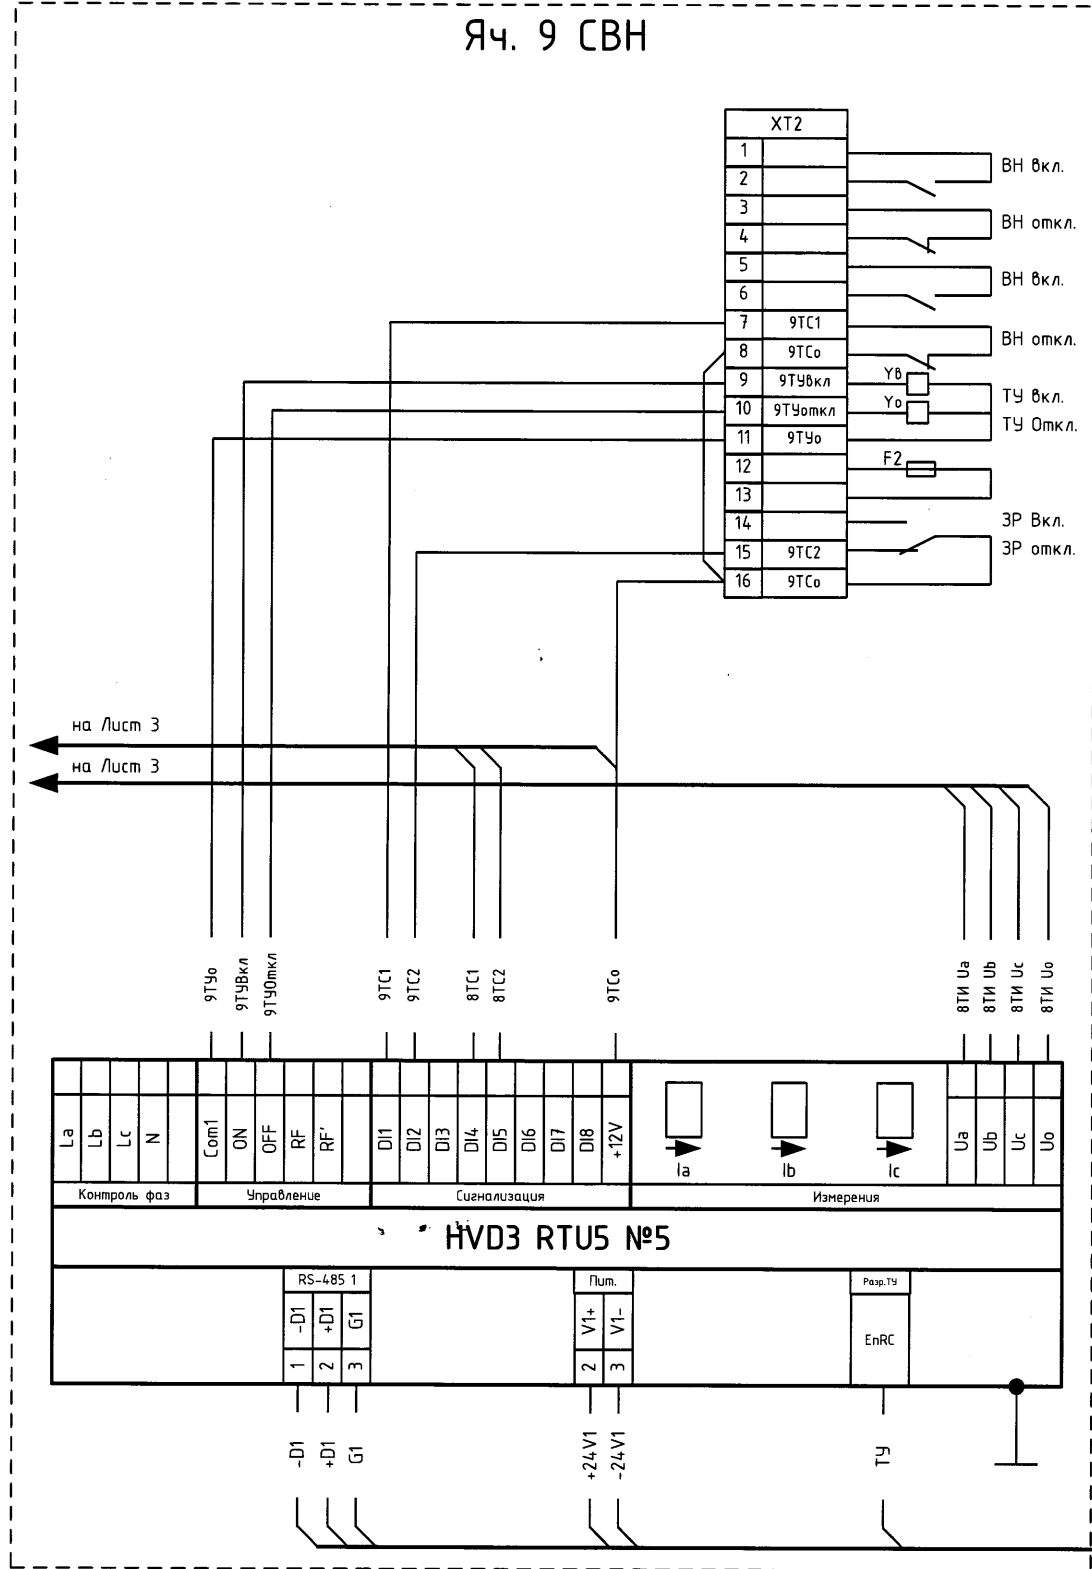 Яч. 9 СВН
XT2
1
2
ВН вкл.
3
4
ВН откл.
5
6
ВН вкл.
7 9ТС1
8 9ТСо
ВН откл.
9 9ТУвкл Yв
ТУ вкл.
10 9ТУоткл Yо
ТУ Откл.
11 9ТУо
12 F2
13
14
ЗР Вкл.
15 9ТС2
ЗР откл.
16 9ТСо
на Лист 3
на Лист 3
9ТУо
9ТУВкл
9ТУОткл
9ТС1
9ТС2
8ТС1
8ТС2
9ТСо
8ТИ Ua
8ТИ Ub
8ТИ Uc
8ТИ Uo
La
Lb
Lc
N
Com1
ON
OFF
RF
RF'
DI1
DI2
DI3
DI4
DI5
DI6
DI7
DI8
+12V
Ia
Ib
Ic
Ua
Ub
Uc
Uo
Контроль фаз
Управление
Сигнализация
Измерения
HVD3 RTU5 №5
RS-485 1
Пит.
Разр.ТУ
-D1
+D1
G1
V1+
V1-
EnRC
1
2
3
2
3
-D1
+D1
G1
+24V1
-24V1
ТУ